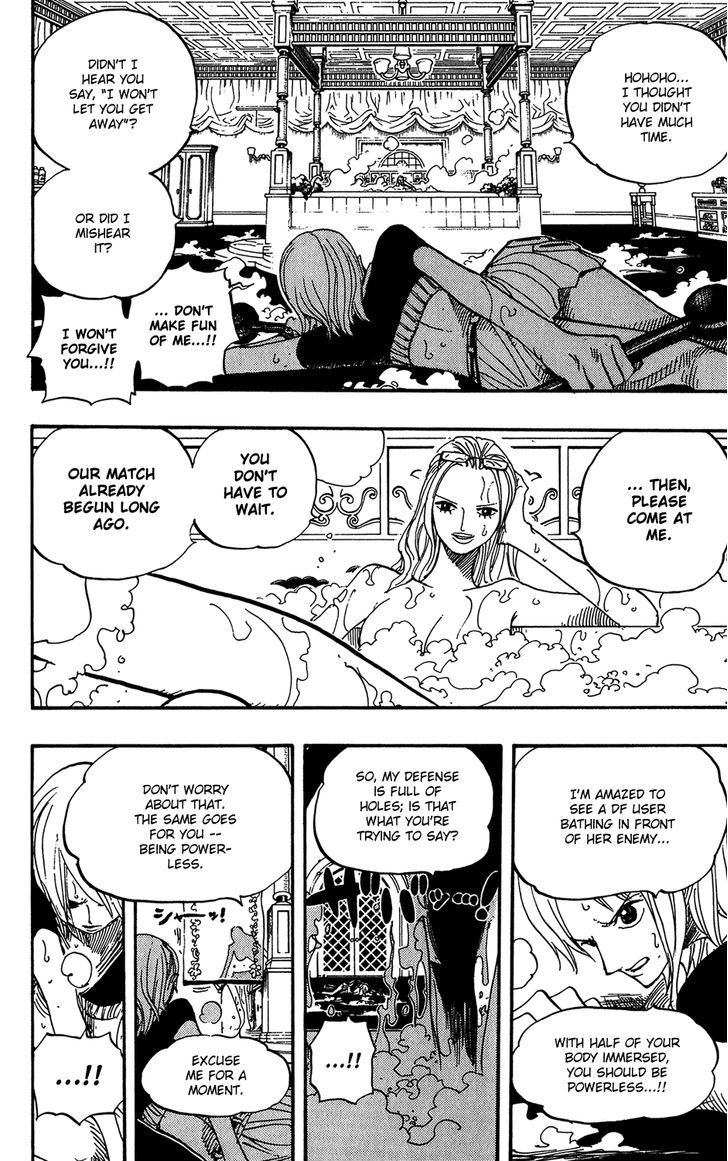 HOHOHO...
I THOUGHT
YOU DIDN'T
HAVE MUCH
TIME.
DIDN'T I
HEAR YOU
SAY, "I WON'T
LET YOU GET
AWAY"?
OR DID I
MISHEAR
IT?
... DON'T
MAKE FUN
OF ME...!!
I WON'T
FORGIVE
YOU...!!
... THEN,
PLEASE
COME AT
ME.
YOU
DON'T
HAVE TO
WAIT.
OUR MATCH
ALREADY
BEGUN LONG
AGO.
I'M AMAZED TO
SEE A DF USER
BATHING IN FRONT
OF HER ENEMY...
WITH HALF OF YOUR
BODY IMMERSED,
YOU SHOULD BE
POWERLESS...!!
SO, MY DEFENSE
IS FULL OF
HOLES; IS THAT
WHAT YOU'RE
TRYING TO SAY?
...!!
DON'T WORRY
ABOUT THAT.
THE SAME GOES
FOR YOU --
BEING POWER-
LESS.
シャーッ!
EXCUSE
ME FOR A
MOMENT.
...!!